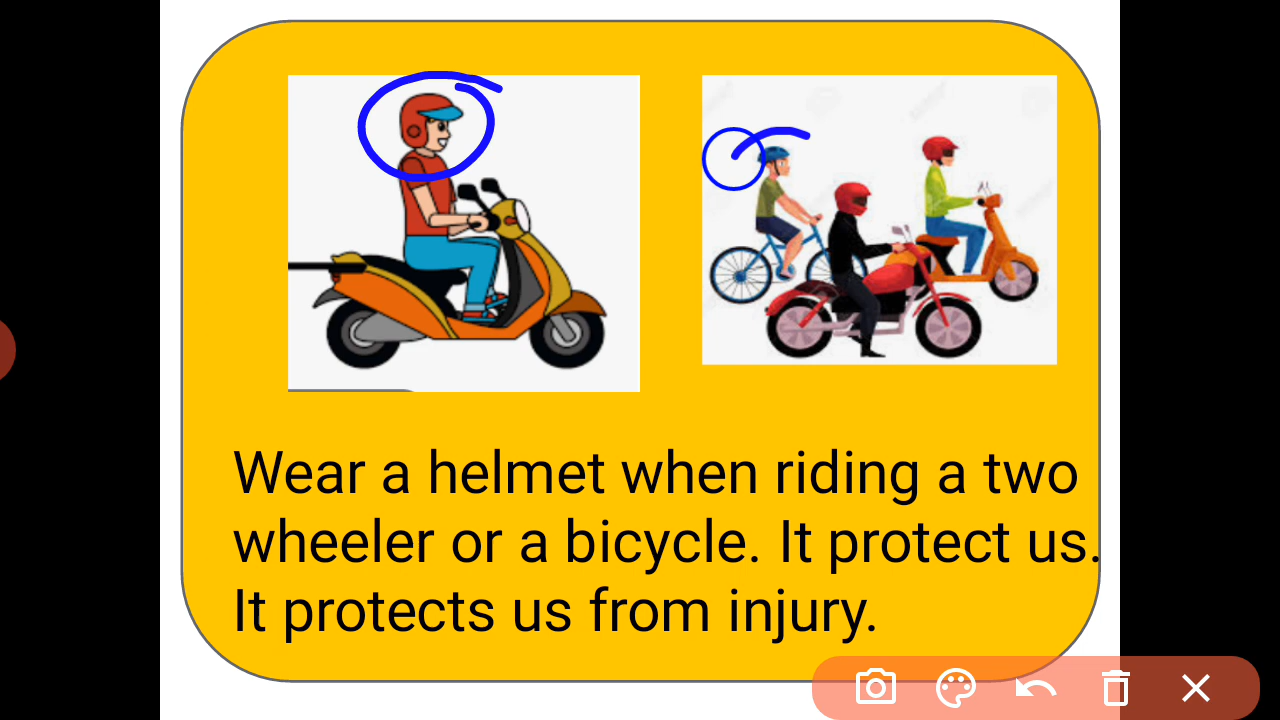 Wear a helmet when riding a two
wheeler or a bicycle. It protect us.
It protects us from injury.